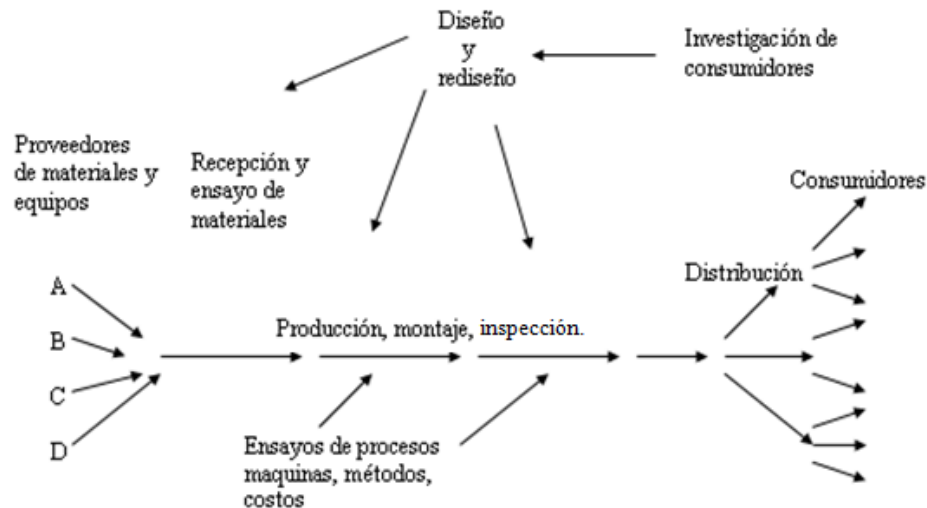 Diseño
y
rediseño
Investigación de
consumidores
Proveedores
de materiales y
equipos
Recepción y
ensayo de
materiales
Consumidores
Distribución
A
B
C
D
Producción, montaje, inspección.
Ensayos de procesos
maquinas, métodos,
costos